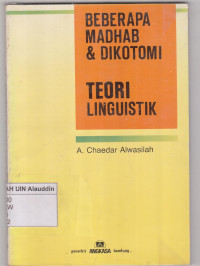 BEBERAPA
MADHAB
& DIKOTOMI
TEORI
LINGUISTIK
A. Chaedar Alwasilah
AH UIN Alauddin
penerbit ANGKASA bandung